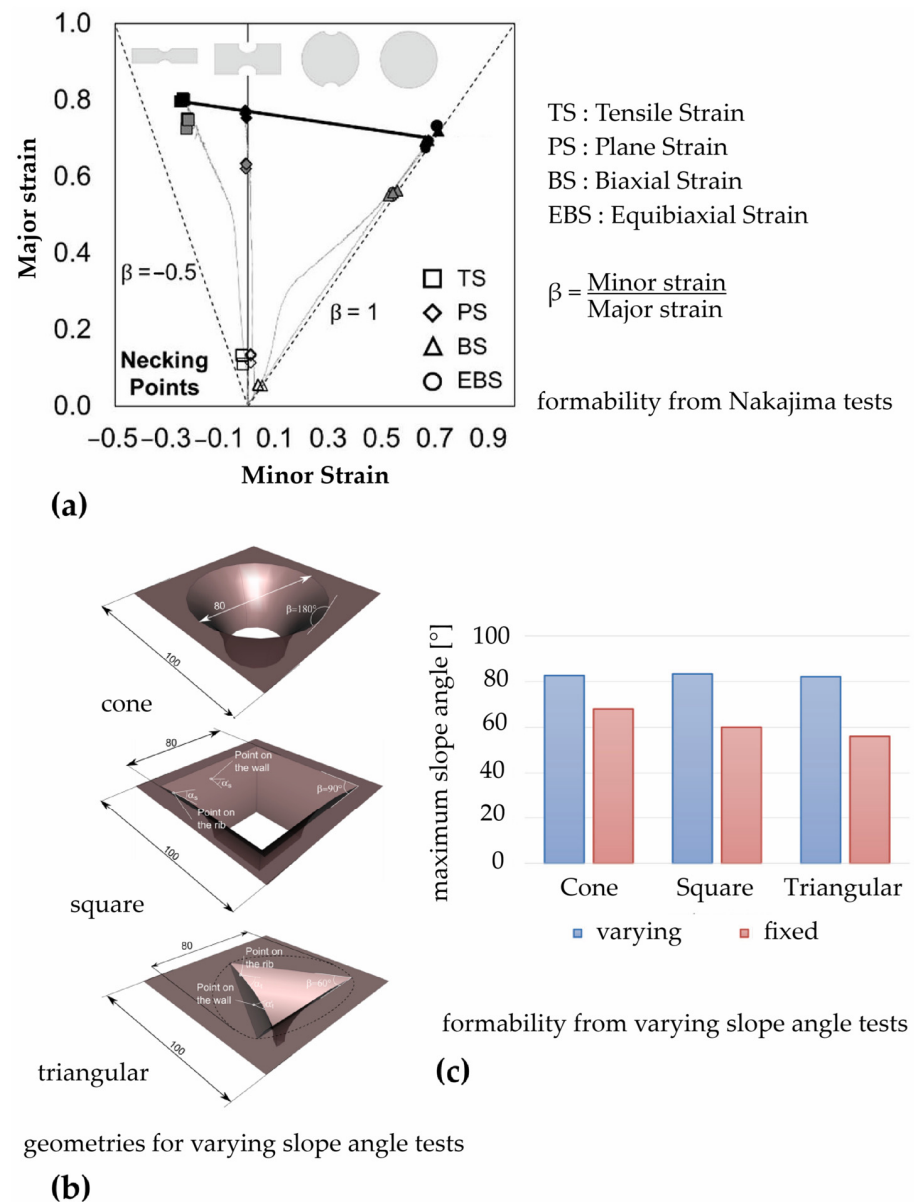 1.0
0.8
0.6
0.4
0.2
0.0
Major strain
β = −0.5
β = 1
Necking
Points
TS
PS
BS
EBS
−0.5 −0.3 −0.1 0.1 0.3 0.5 0.7 0.9
Minor Strain
TS : Tensile Strain
PS : Plane Strain
BS : Biaxial Strain
EBS : Equibiaxial Strain
β = Minor strain
Major strain
formability from Nakajima tests
(a)
80
β=180°
100
cone
80
Point on
the wall
Point on
the rib
β=90°
100
square
80
Point on
the rib
Point on
the wall
β=60°
100
triangular
geometries for varying slope angle tests
(b)
maximum slope angle [°]
100
80
60
40
20
0
Cone Square Triangular
varying fixed
formability from varying slope angle tests
(c)